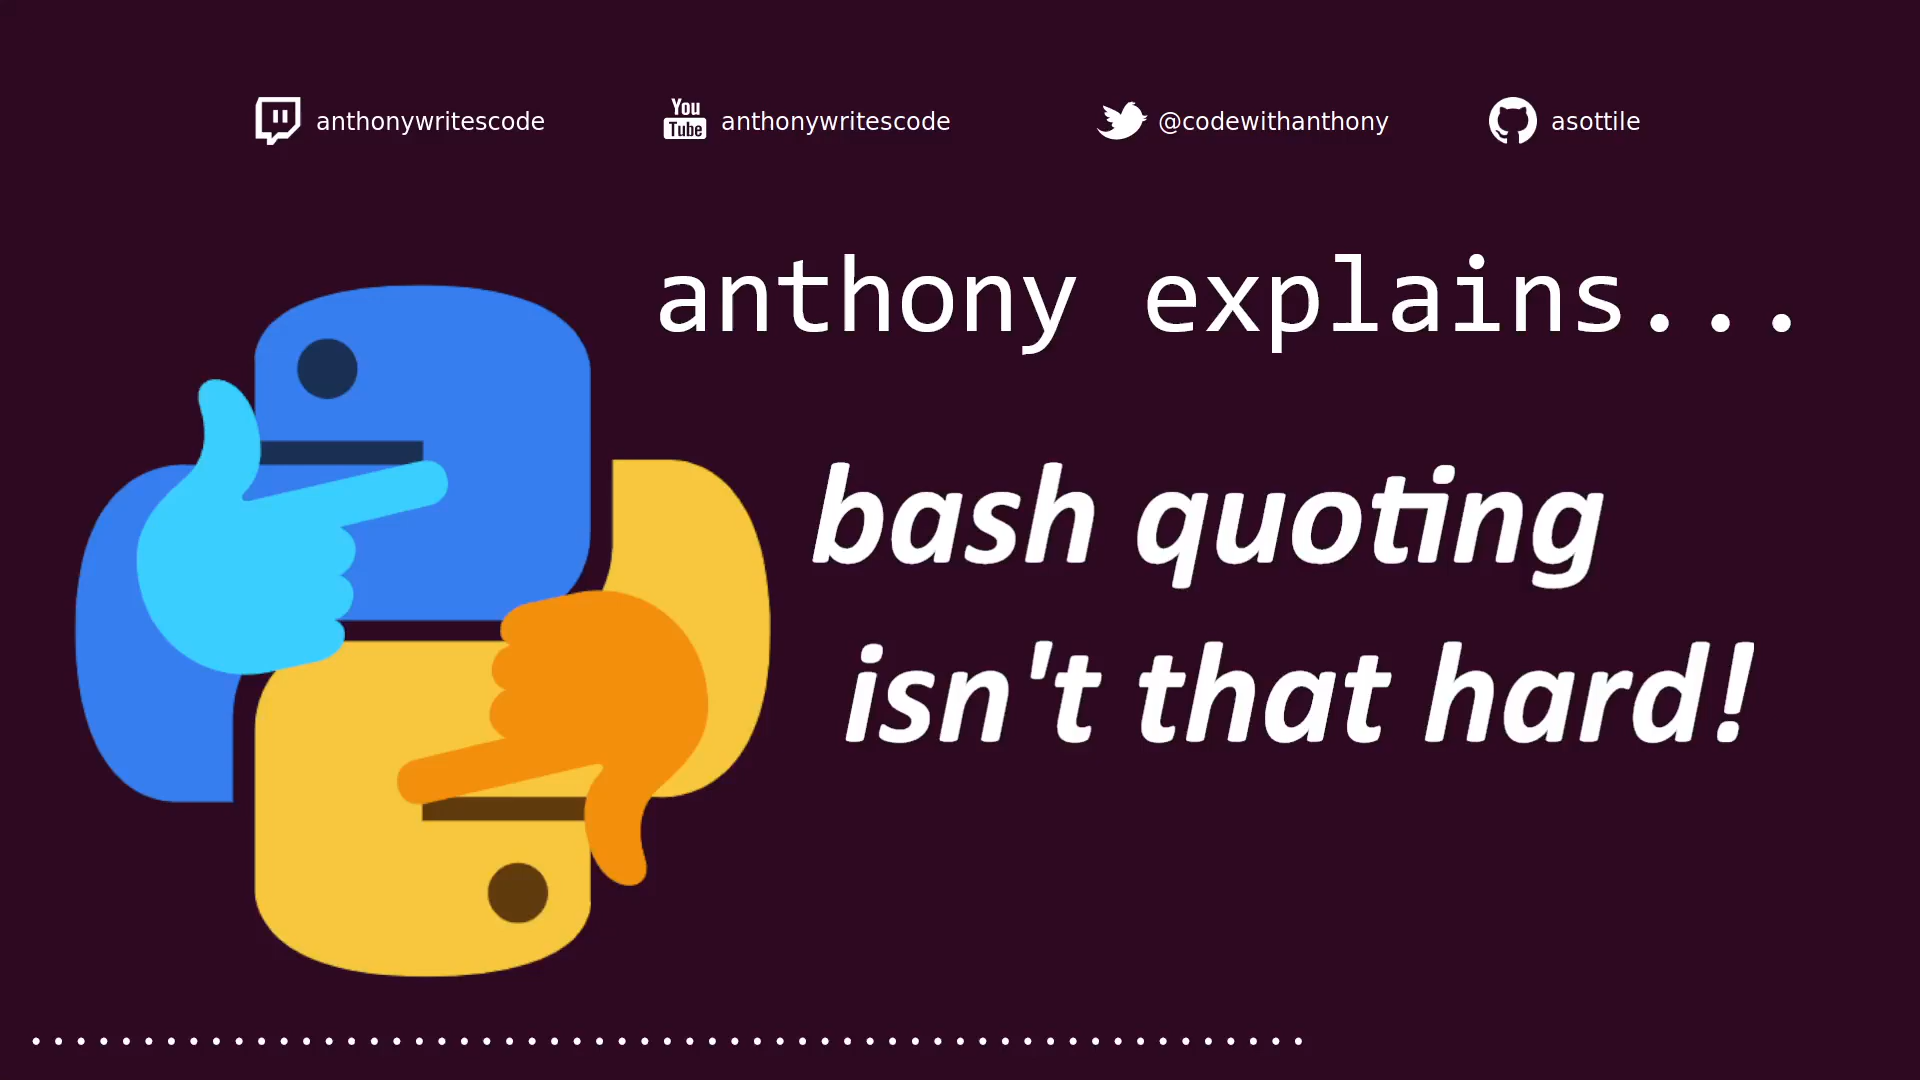 anthonywritescode
You
Tube
anthonywritescode
@codewithanthony
asottile
anthony explains...
bash quoting
isn't that hard!